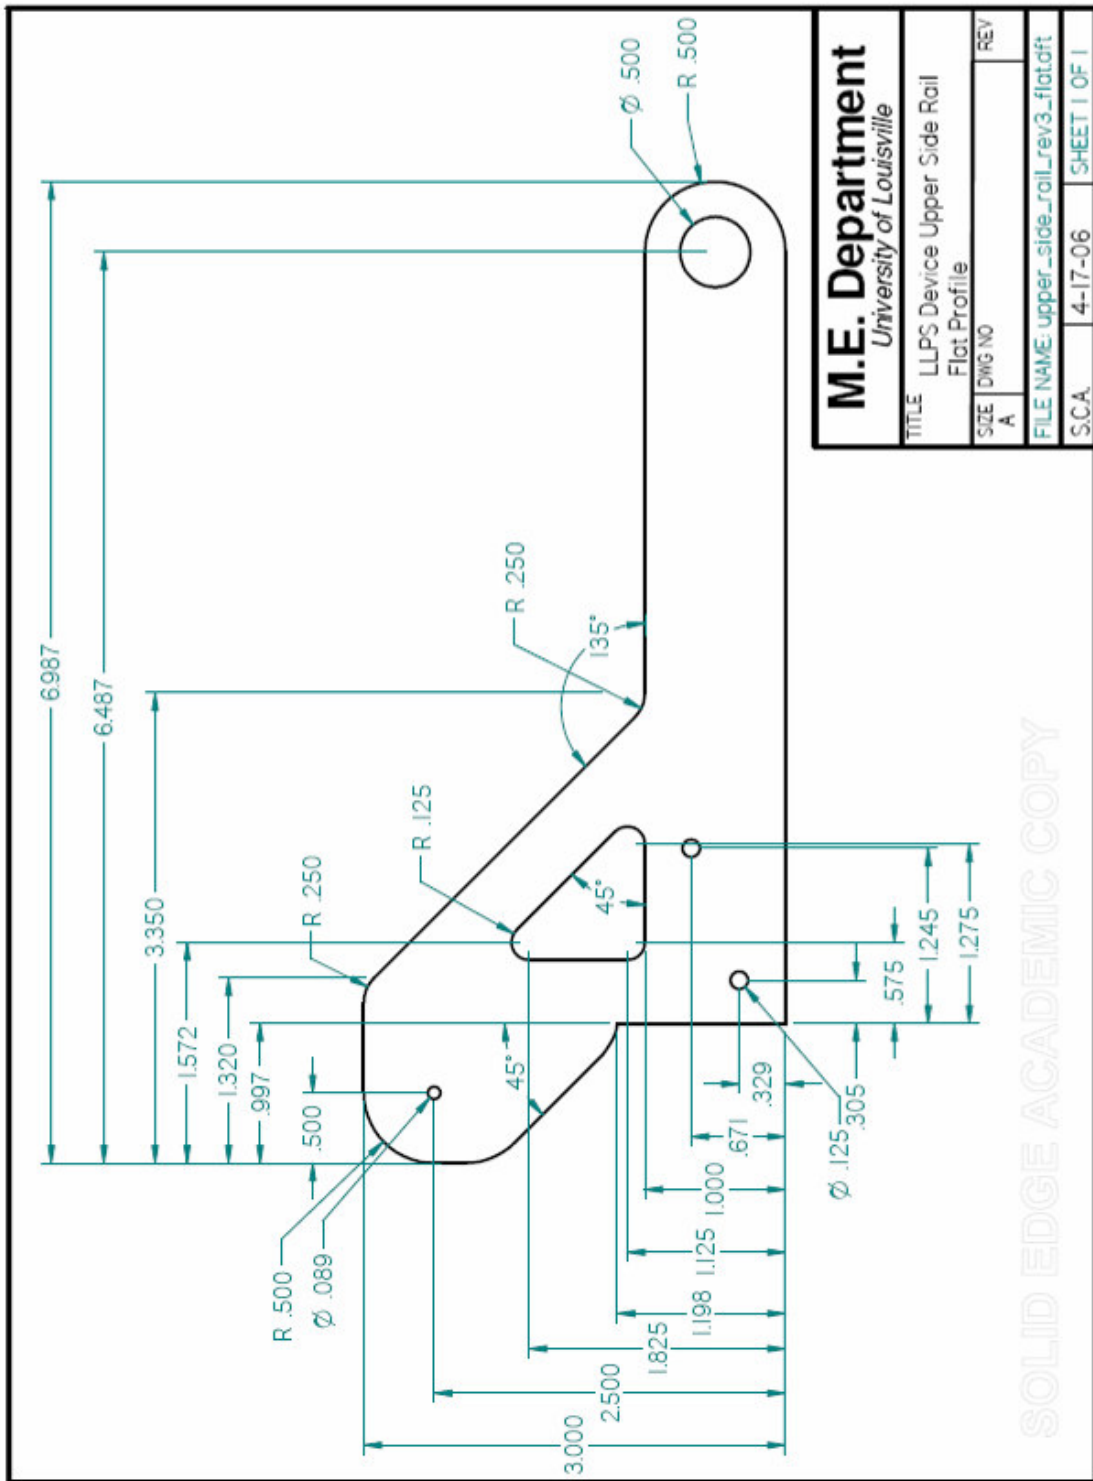 6.987
6.487
3.350
1.572
1.320
.997
.500
R .250
R .125
R .250
135°
45°
45°
Ø .500
R .500
R .500
Ø .089
3.000
2.500
1.825
1.198
1.125
1.000
.671
.329
Ø .125
.305
.575
1.245
1.275
M.E. Department
University of Louisville
TITLE
LLPS Device Upper Side Rail
Flat Profile
SIZE DWG NO REV
A
FILE NAME: upper_side_rail_rev3_flat.dft
S.C.A. 4-17-06 SHEET 1 OF 1
SOLID EDGE ACADEMIC COPY